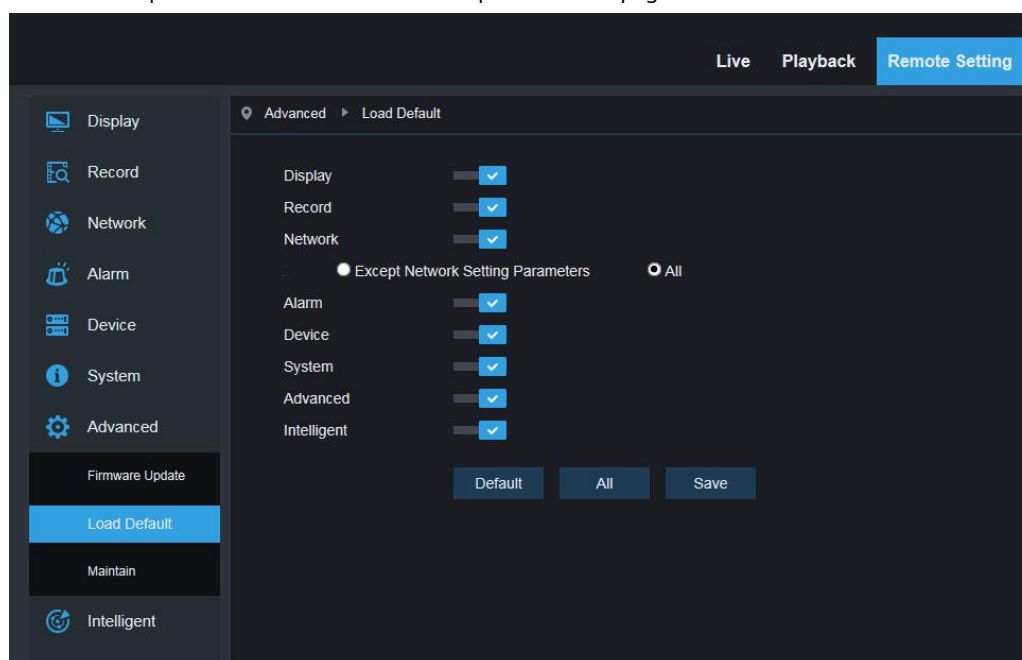 Live Playback Remote Setting
Display
Record
Network
Alarm
Device
System
Advanced
Firmware Update
Load Default
Maintain
Intelligent
Advanced Load Default
Display
Record
Network
Except Network Setting Parameters All
Alarm
Device
System
Advanced
Intelligent
Default All Save